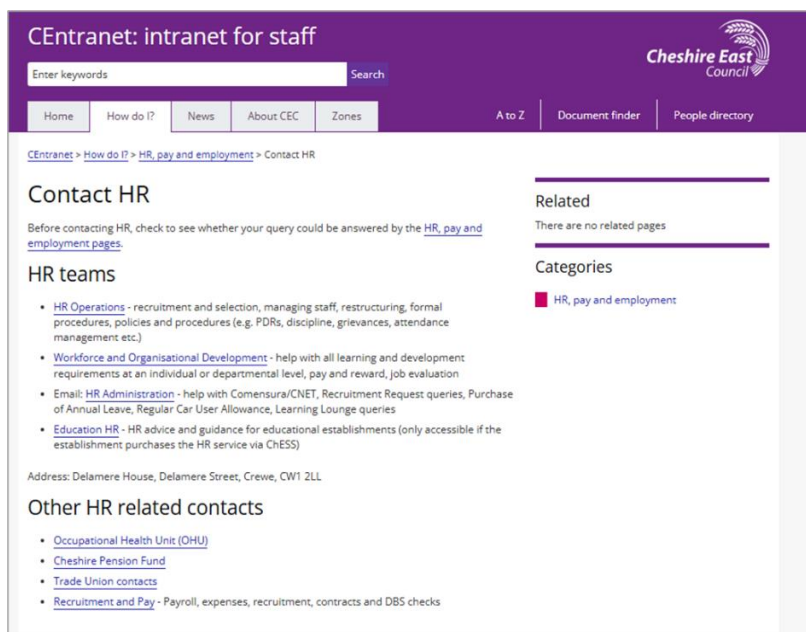 CEntranet: intranet for staff
Cheshire East
Council
Enter keywords
Search
Home
How do I?
News
About CEC
Zones
A to Z
Document finder
People directory
CEntranet > How do I? > HR, pay and employment > Contact HR
Contact HR
Before contacting HR, check to see whether your query could be answered by the HR, pay and
employment pages.
HR teams
• HR Operations - recruitment and selection, managing staff, restructuring, formal
procedures, policies and procedures (e.g. PDRs, discipline, grievances, attendance
management etc.)
• Workforce and Organisational Development - help with all learning and development
requirements at an individual or departmental level, pay and reward, job evaluation
• Email: HR Administration - help with Comensura/CNET, Recruitment Request queries, Purchase
of Annual Leave, Regular Car User Allowance, Learning Lounge queries
• Education HR - HR advice and guidance for educational establishments (only accessible if the
establishment purchases the HR service via ChESS)
Address: Delamere House, Delamere Street, Crewe, CW1 2LL
Other HR related contacts
• Occupational Health Unit (OHU)
• Cheshire Pension Fund
• Trade Union contacts
• Recruitment and Pay - Payroll, expenses, recruitment, contracts and DBS checks
Related
There are no related pages
Categories
HR, pay and employment